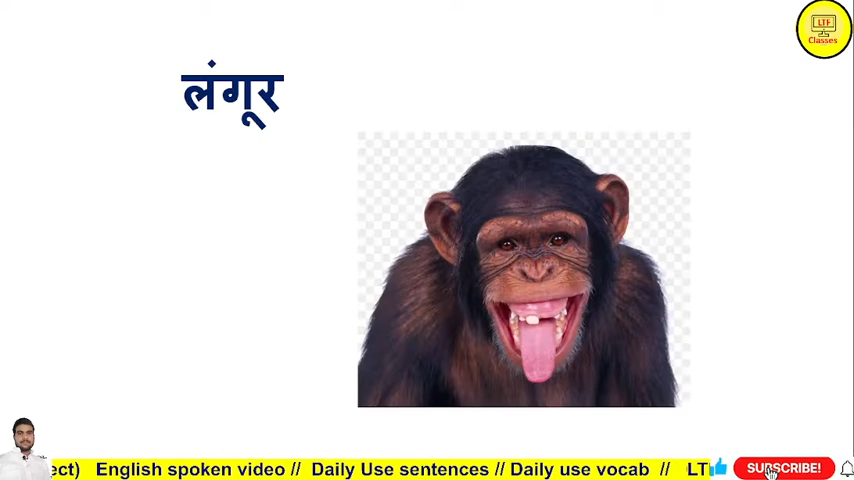 LTF
Classes
लंगूर
ect) English spoken video // Daily Use sentences // Daily use vocab // LT
SUBSCRIBE!